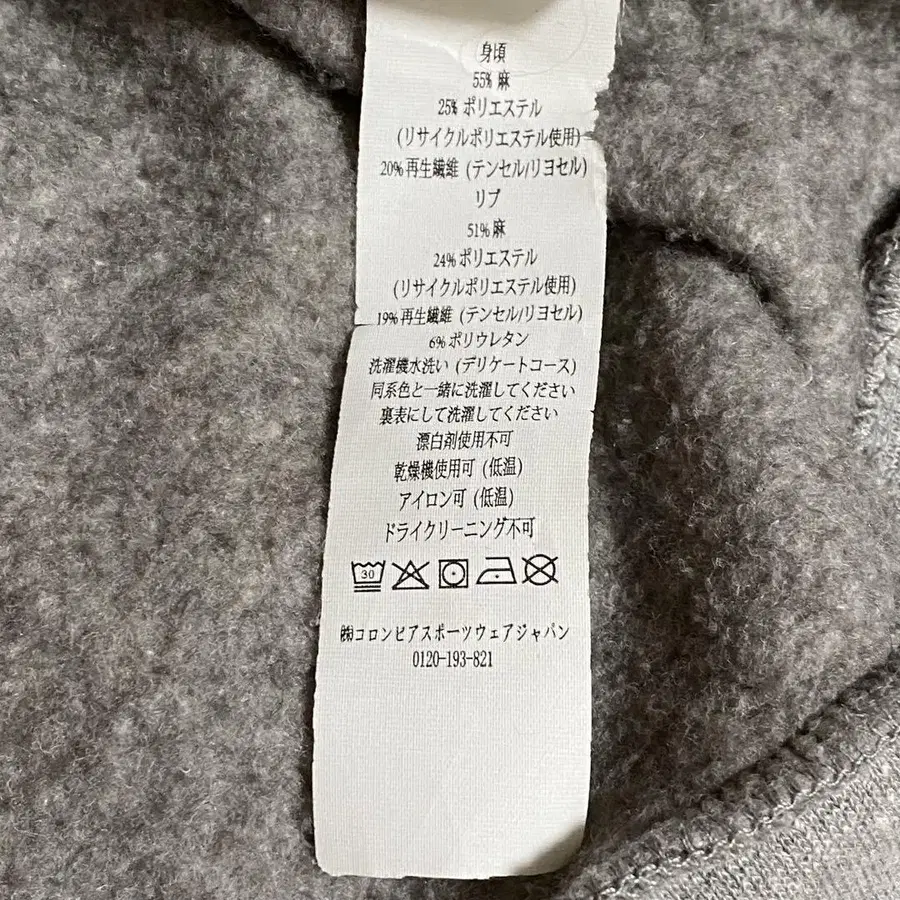 身頃
55% 麻
25% ポリエステル
(リサイクルポリエステル使用)
20% 再生繊維 (テンセル/リヨセル)
リブ
51% 麻
24% ポリエステル
(リサイクルポリエステル使用)
19% 再生繊維 (テンセル/リヨセル)
6% ポリウレタン
洗濯機水洗い (デリケートコース)
同系色と一緒に洗濯してください
裏表にして洗濯してください
漂白剤使用不可
乾燥機使用可 (低温)
アイロン可 (低温)
ドライクリーニング不可
30
㈱コロンビアスポーツウェアジャパン
0120-193-821